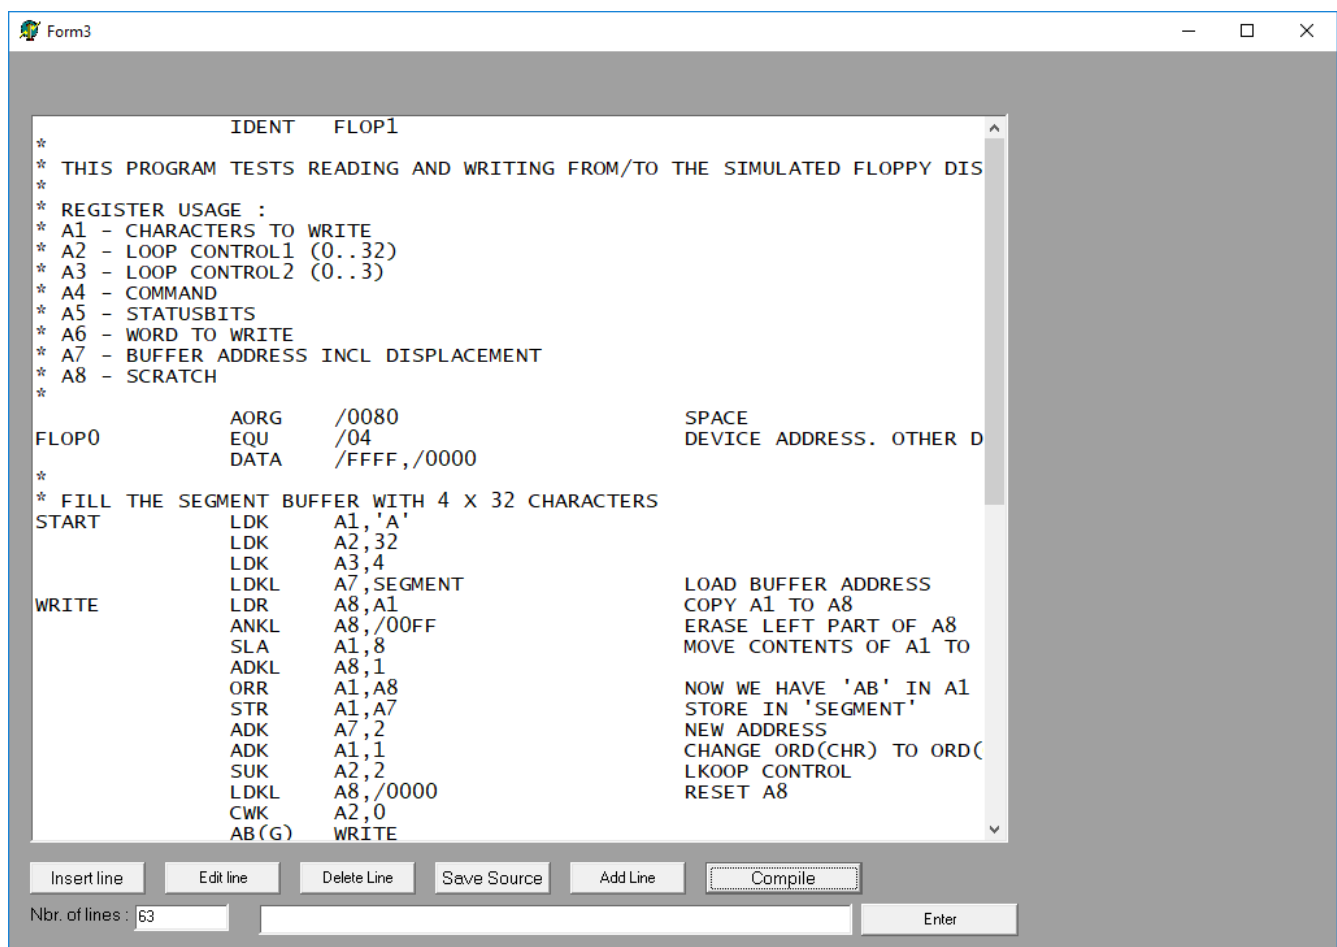 Form3
IDENT FLOP1
*
* THIS PROGRAM TESTS READING AND WRITING FROM/TO THE SIMULATED FLOPPY DIS
*
* REGISTER USAGE :
* A1 - CHARACTERS TO WRITE
* A2 - LOOP CONTROL1 (0..32)
* A3 - LOOP CONTROL2 (0..3)
* A4 - COMMAND
* A5 - STATUSBITS
* A6 - WORD TO WRITE
* A7 - BUFFER ADDRESS INCL DISPLACEMENT
* A8 - SCRATCH
*
AORG /0080 SPACE
FLOP0 EQU /04 DEVICE ADDRESS. OTHER D
DATA /FFFF,/0000
*
* FILL THE SEGMENT BUFFER WITH 4 X 32 CHARACTERS
START LDK A1,'A'
LDK A2,32
LDK A3,4
LDKL A7,SEGMENT LOAD BUFFER ADDRESS
WRITE LDR A8,A1 COPY A1 TO A8
ANKL A8,/00FF ERASE LEFT PART OF A8
SLA A1,8 MOVE CONTENTS OF A1 TO
ADKL A8,1
ORR A1,A8 NOW WE HAVE 'AB' IN A1
STR A1,A7 STORE IN 'SEGMENT'
ADK A7,2 NEW ADDRESS
ADK A1,1 CHANGE ORD(CHR) TO ORD(
SUK A2,2 LKOOP CONTROL
LDKL A8,/0000 RESET A8
CWK A2,0
AB(G) WRITE
Insert line Edit line Delete Line Save Source Add Line Compile
Nbr. of lines : 63 Enter